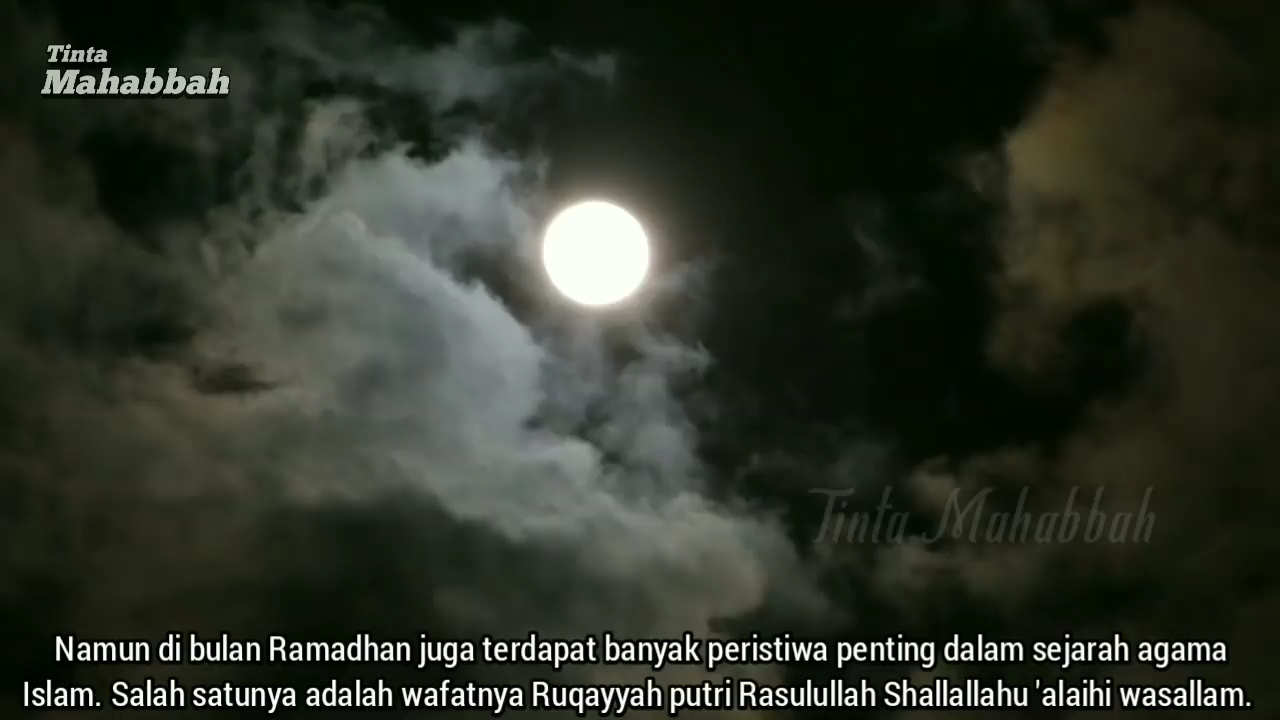 Tinta
Mahabbah
Tinta Mahabbah
Namun di bulan Ramadhan juga terdapat banyak peristiwa penting dalam sejarah agama
Islam. Salah satunya adalah wafatnya Ruqayyah putri Rasulullah Shallallahu 'alaihi wasallam.